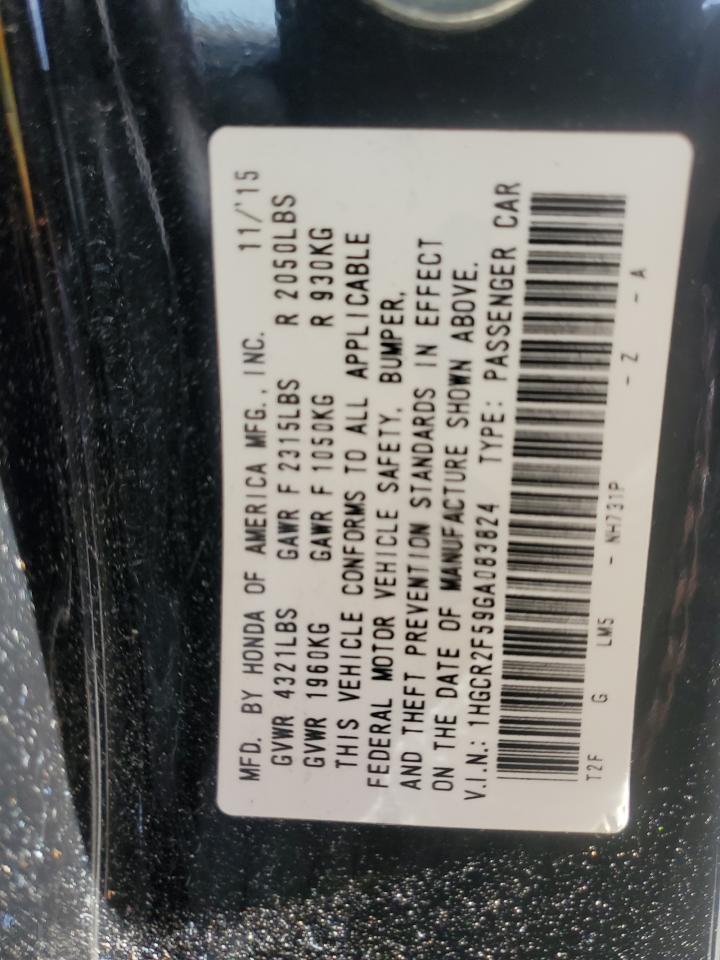 MFD. BY HONDA OF AMERICA MFG., INC. 11/'15
GVWR 4321LBS GAWR F 2315LBS R 2050LBS
GVWR 1960KG GAWR F 1050KG R 930KG
THIS VEHICLE CONFORMS TO ALL APPLICABLE
FEDERAL MOTOR VEHICLE SAFETY, BUMPER,
AND THEFT PREVENTION STANDARDS IN EFFECT
ON THE DATE OF MANUFACTURE SHOWN ABOVE.
V.I.N.: 1HGCR2F59GA083824 TYPE: PASSENGER CAR
T2F G LM5 - NH731P - Z - A